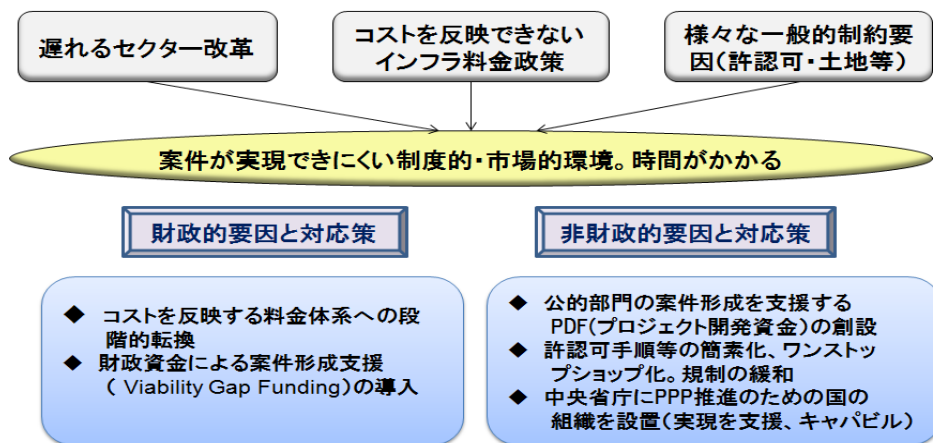 遅れるセクター改革
コストを反映できない
インフラ料金政策
様々な一般的制約要
因(許認可・土地等)
案件が実現できにくい制度的・市場的環境。時間がかかる
財政的要因と対応策
非財政的要因と対応策
◆ コストを反映する料金体系への段
階的転換
◆ 財政資金による案件形成支援
( Viability Gap Funding)の導入
◆ 公的部門の案件形成を支援する
PDF(プロジェクト開発資金)の創設
◆ 許認可手順等の簡素化、ワンストッ
プショップ化。規制の緩和
◆ 中央省庁にPPP推進のための国の
組織を設置(実現を支援、キャパビル)